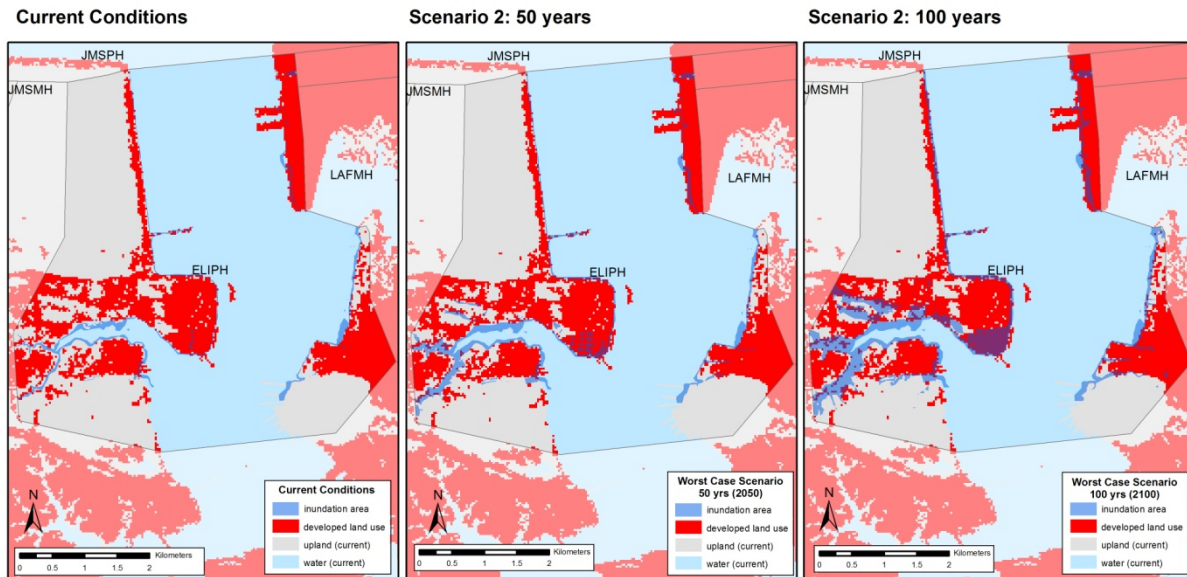 Current Conditions
Scenario 2: 50 years
Scenario 2: 100 years
JMSPH
JMSMH
LAFMH
ELIPH
N
Current Conditions
inundation area
developed land use
upland (current)
water (current)
Kilometers
0 0.5 1 1.5 2
JMSPH
JMSMH
LAFMH
ELIPH
N
Worst Case Scenario
50 yrs (2050)
inundation area
developed land use
upland (current)
water (current)
Kilometers
0 0.5 1 1.5 2
JMSPH
JMSMH
LAFMH
ELIPH
N
Worst Case Scenario
100 yrs (2100)
inundation area
developed land use
upland (current)
water (current)
Kilometers
0 0.5 1 1.5 2